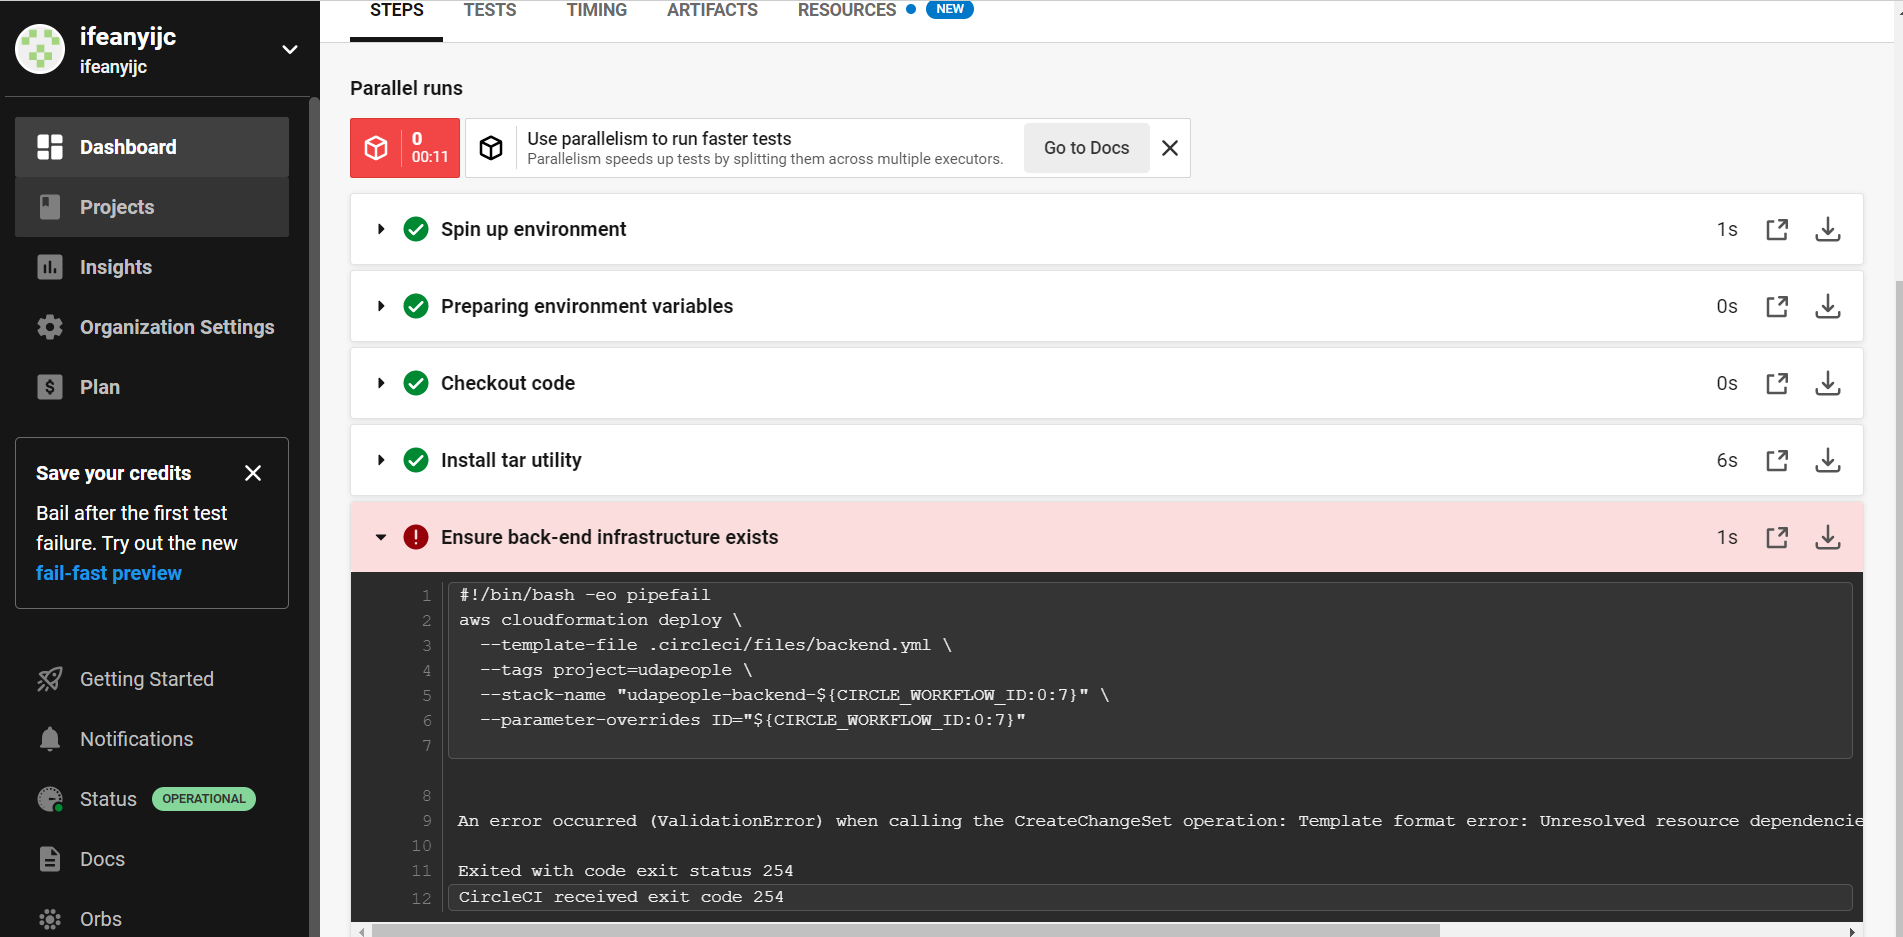 ifeanyijc
ifeanyijc
Dashboard
Projects
Insights
Organization Settings
Plan
Save your credits
Bail after the first test
failure. Try out the new
fail-fast preview
Getting Started
Notifications
Status OPERATIONAL
Docs
Orbs
STEPS TESTS TIMING ARTIFACTS RESOURCES NEW
Parallel runs
0
00:11
Use parallelism to run faster tests
Parallelism speeds up tests by splitting them across multiple executors.
Go to Docs
Spin up environment 1s
Preparing environment variables 0s
Checkout code 0s
Install tar utility 6s
Ensure back-end infrastructure exists 1s
1 #!/bin/bash -eo pipefail
2 aws cloudformation deploy \
3 --template-file .circleci/files/backend.yml \
4 --tags project=udapeople \
5 --stack-name "udapeople-backend-${CIRCLE_WORKFLOW_ID:0:7}" \
6 --parameter-overrides ID="${CIRCLE_WORKFLOW_ID:0:7}"
7
8
9 An error occurred (ValidationError) when calling the CreateChangeSet operation: Template format error: Unresolved resource dependencie
10
11 Exited with code exit status 254
12 CircleCI received exit code 254